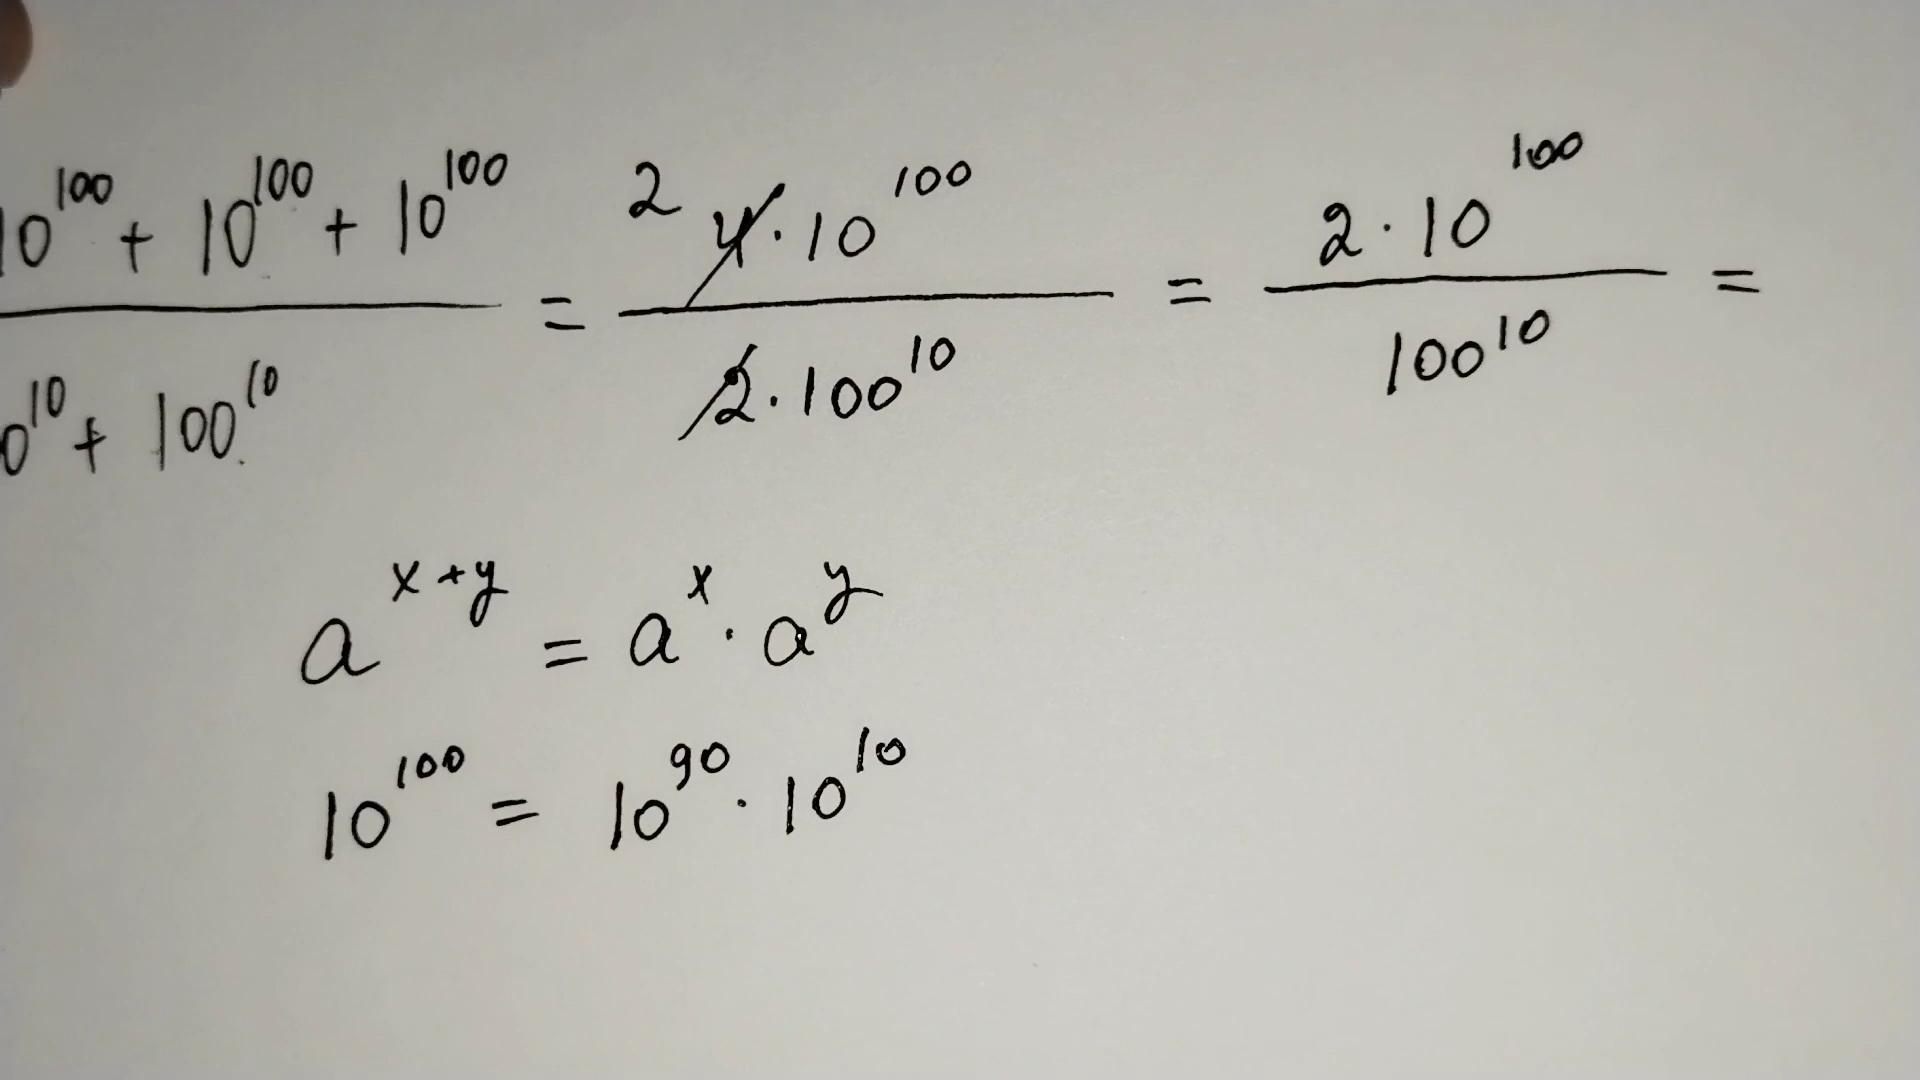 10^100 + 10^100 + 10^100 / 0^10 + 100^10 = 2 4·10^100 / 2·100^10 = 2·10^100 / 100^10 =
a^x+y = a^x · a^y
10^100 = 10^90 · 10^10